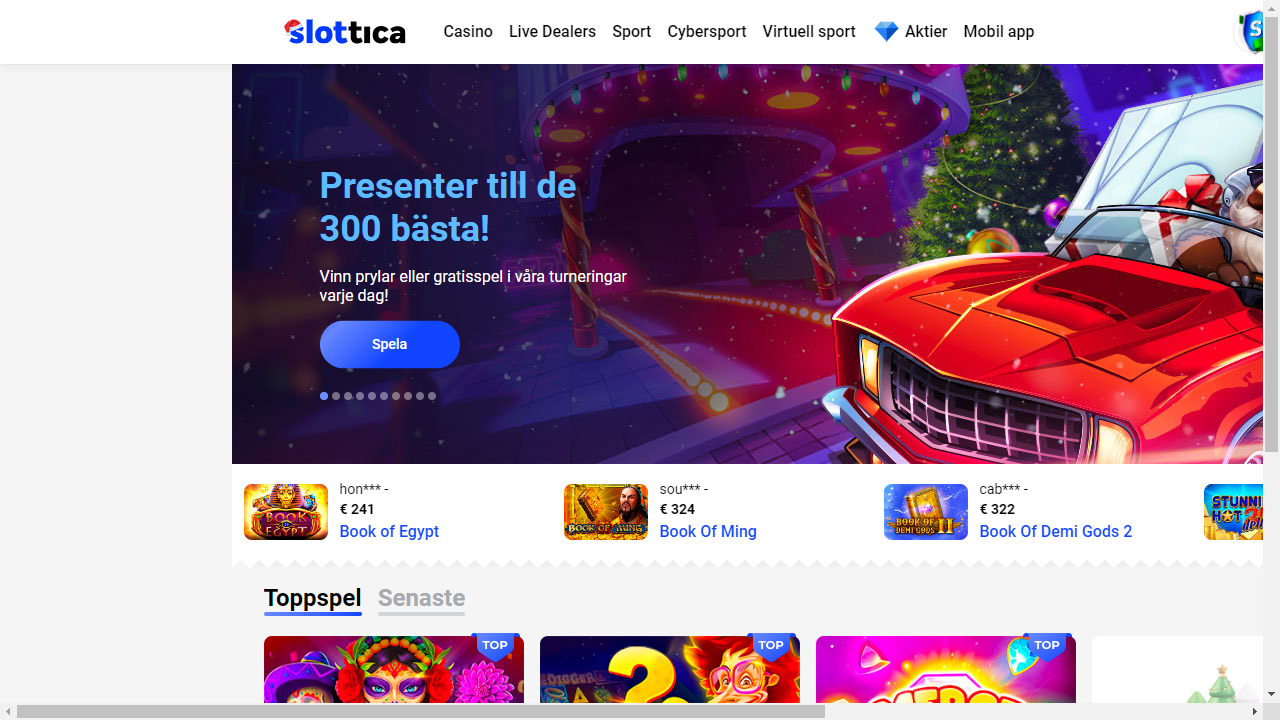 slottica
Casino Live Dealers Sport Cybersport Virtuell sport Aktier Mobil app
Presenter till de
300 bästa!
Vinn prylar eller gratisspel i våra turneringar
varje dag!
Spela
hon*** -
€ 241
Book of Egypt
BOOK OF EGYPT
sou*** -
€ 324
Book Of Ming
BOOK OF MING
cab*** -
€ 322
Book Of Demi Gods 2
BOOK OF DEMI GODS II
Toppspel Senaste
TOP
TOP
TOP